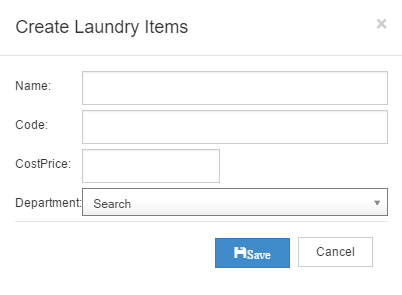 Create Laundry Items ×
Name:
Code:
CostPrice:
Department: Search
Save Cancel